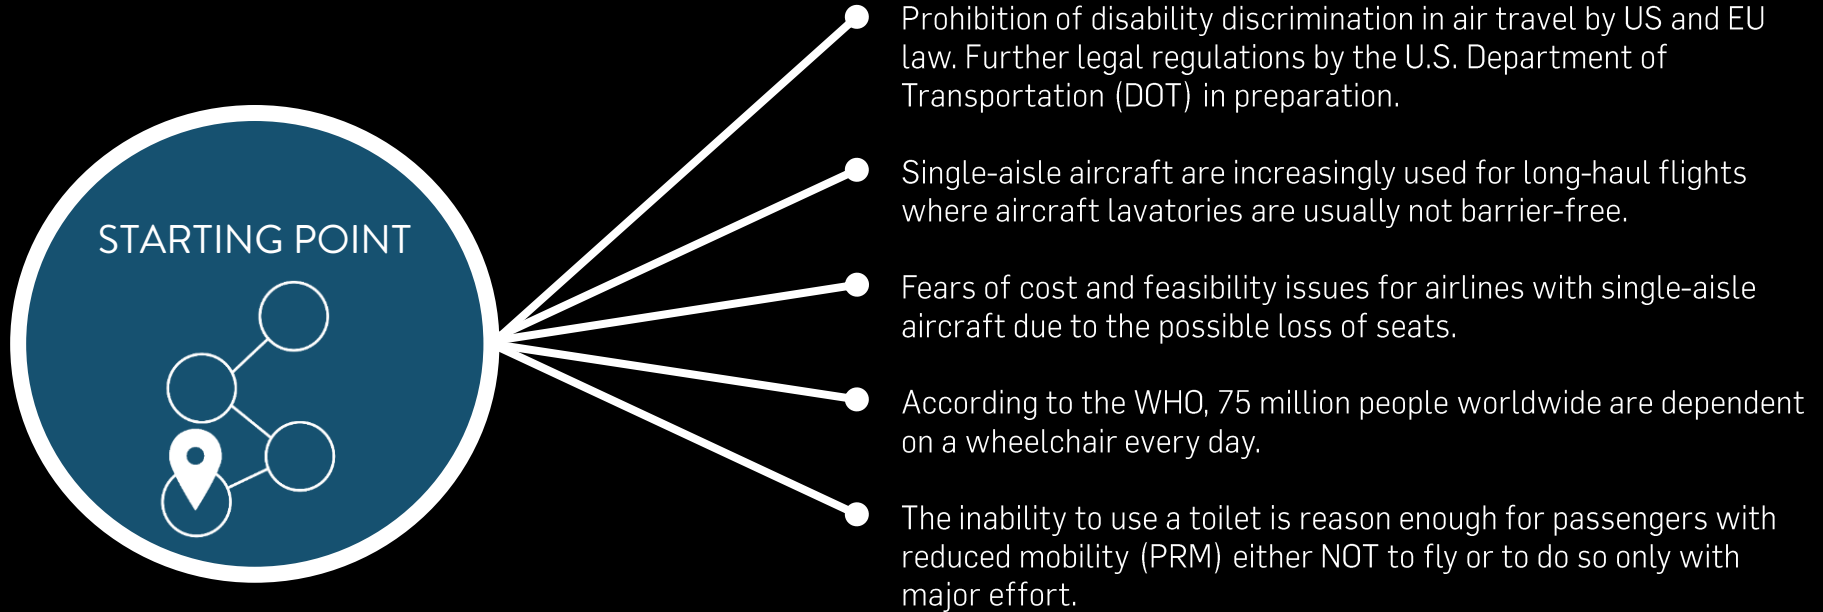 STARTING POINT
Prohibition of disability discrimination in air travel by US and EU
law. Further legal regulations by the U.S. Department of
Transportation (DOT) in preparation.
Single-aisle aircraft are increasingly used for long-haul flights
where aircraft lavatories are usually not barrier-free.
Fears of cost and feasibility issues for airlines with single-aisle
aircraft due to the possible loss of seats.
According to the WHO, 75 million people worldwide are dependent
on a wheelchair every day.
The inability to use a toilet is reason enough for passengers with
reduced mobility (PRM) either NOT to fly or to do so only with
major effort.